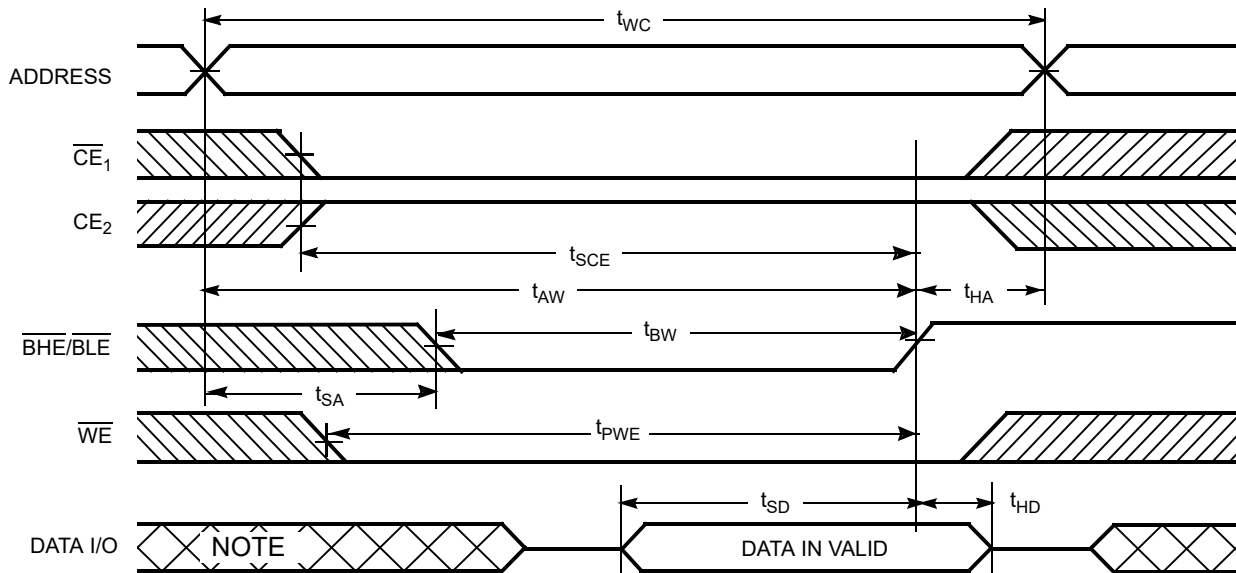 tWC
ADDRESS
CE1
CE2
tSCE
tAW
tHA
BHE/BLE
tBW
tSA
WE
tPWE
tSD
tHD
DATA I/O
NOTE
DATA IN VALID